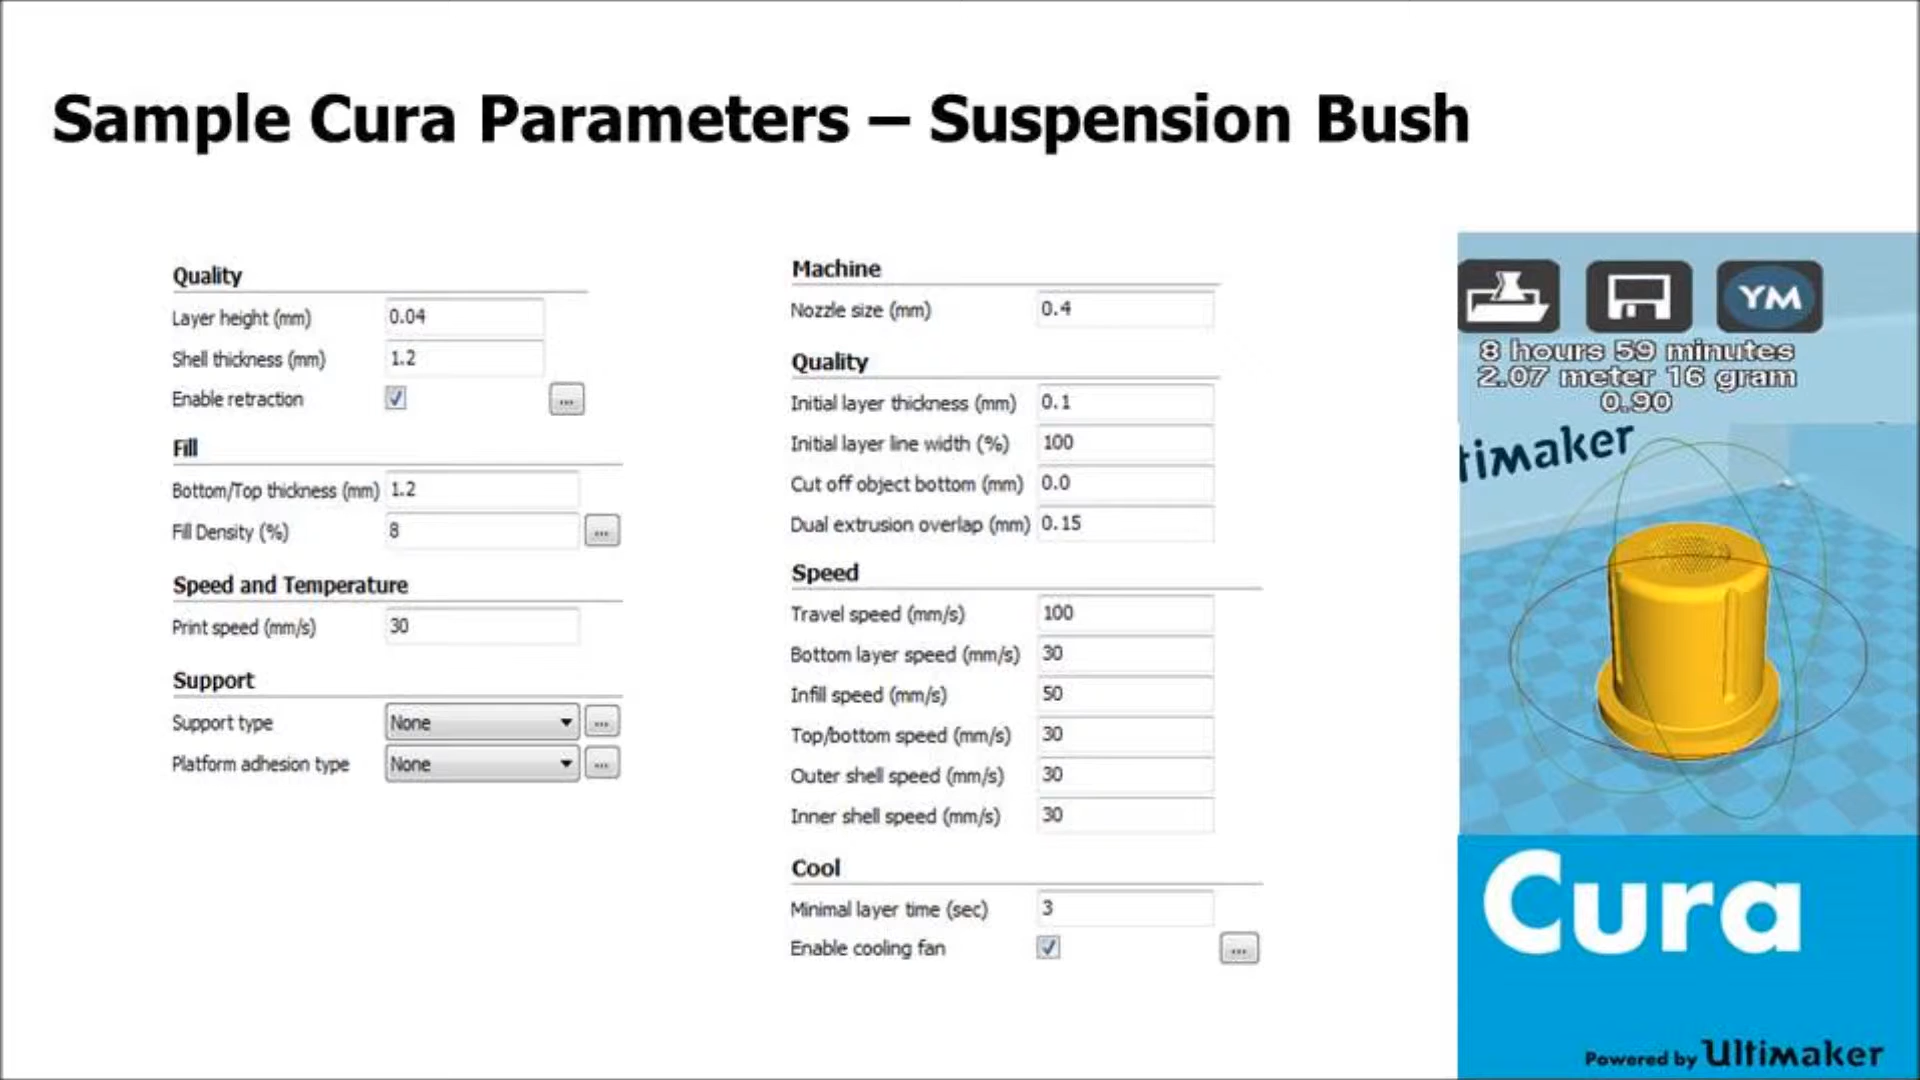 Sample Cura Parameters – Suspension Bush
Quality
Layer height (mm) 0.04
Shell thickness (mm) 1.2
Enable retraction ...
Fill
Bottom/Top thickness (mm) 1.2
Fill Density (%) 8 ...
Speed and Temperature
Print speed (mm/s) 30
Support
Support type None ...
Platform adhesion type None ...
Machine
Nozzle size (mm) 0.4
Quality
Initial layer thickness (mm) 0.1
Initial layer line width (%) 100
Cut off object bottom (mm) 0.0
Dual extrusion overlap (mm) 0.15
Speed
Travel speed (mm/s) 100
Bottom layer speed (mm/s) 30
Infill speed (mm/s) 50
Top/bottom speed (mm/s) 30
Outer shell speed (mm/s) 30
Inner shell speed (mm/s) 30
Cool
Minimal layer time (sec) 3
Enable cooling fan ...
YM
8 hours 59 minutes
2.07 meter 16 gram
0.90
timaker
Cura
Powered by Ultimaker